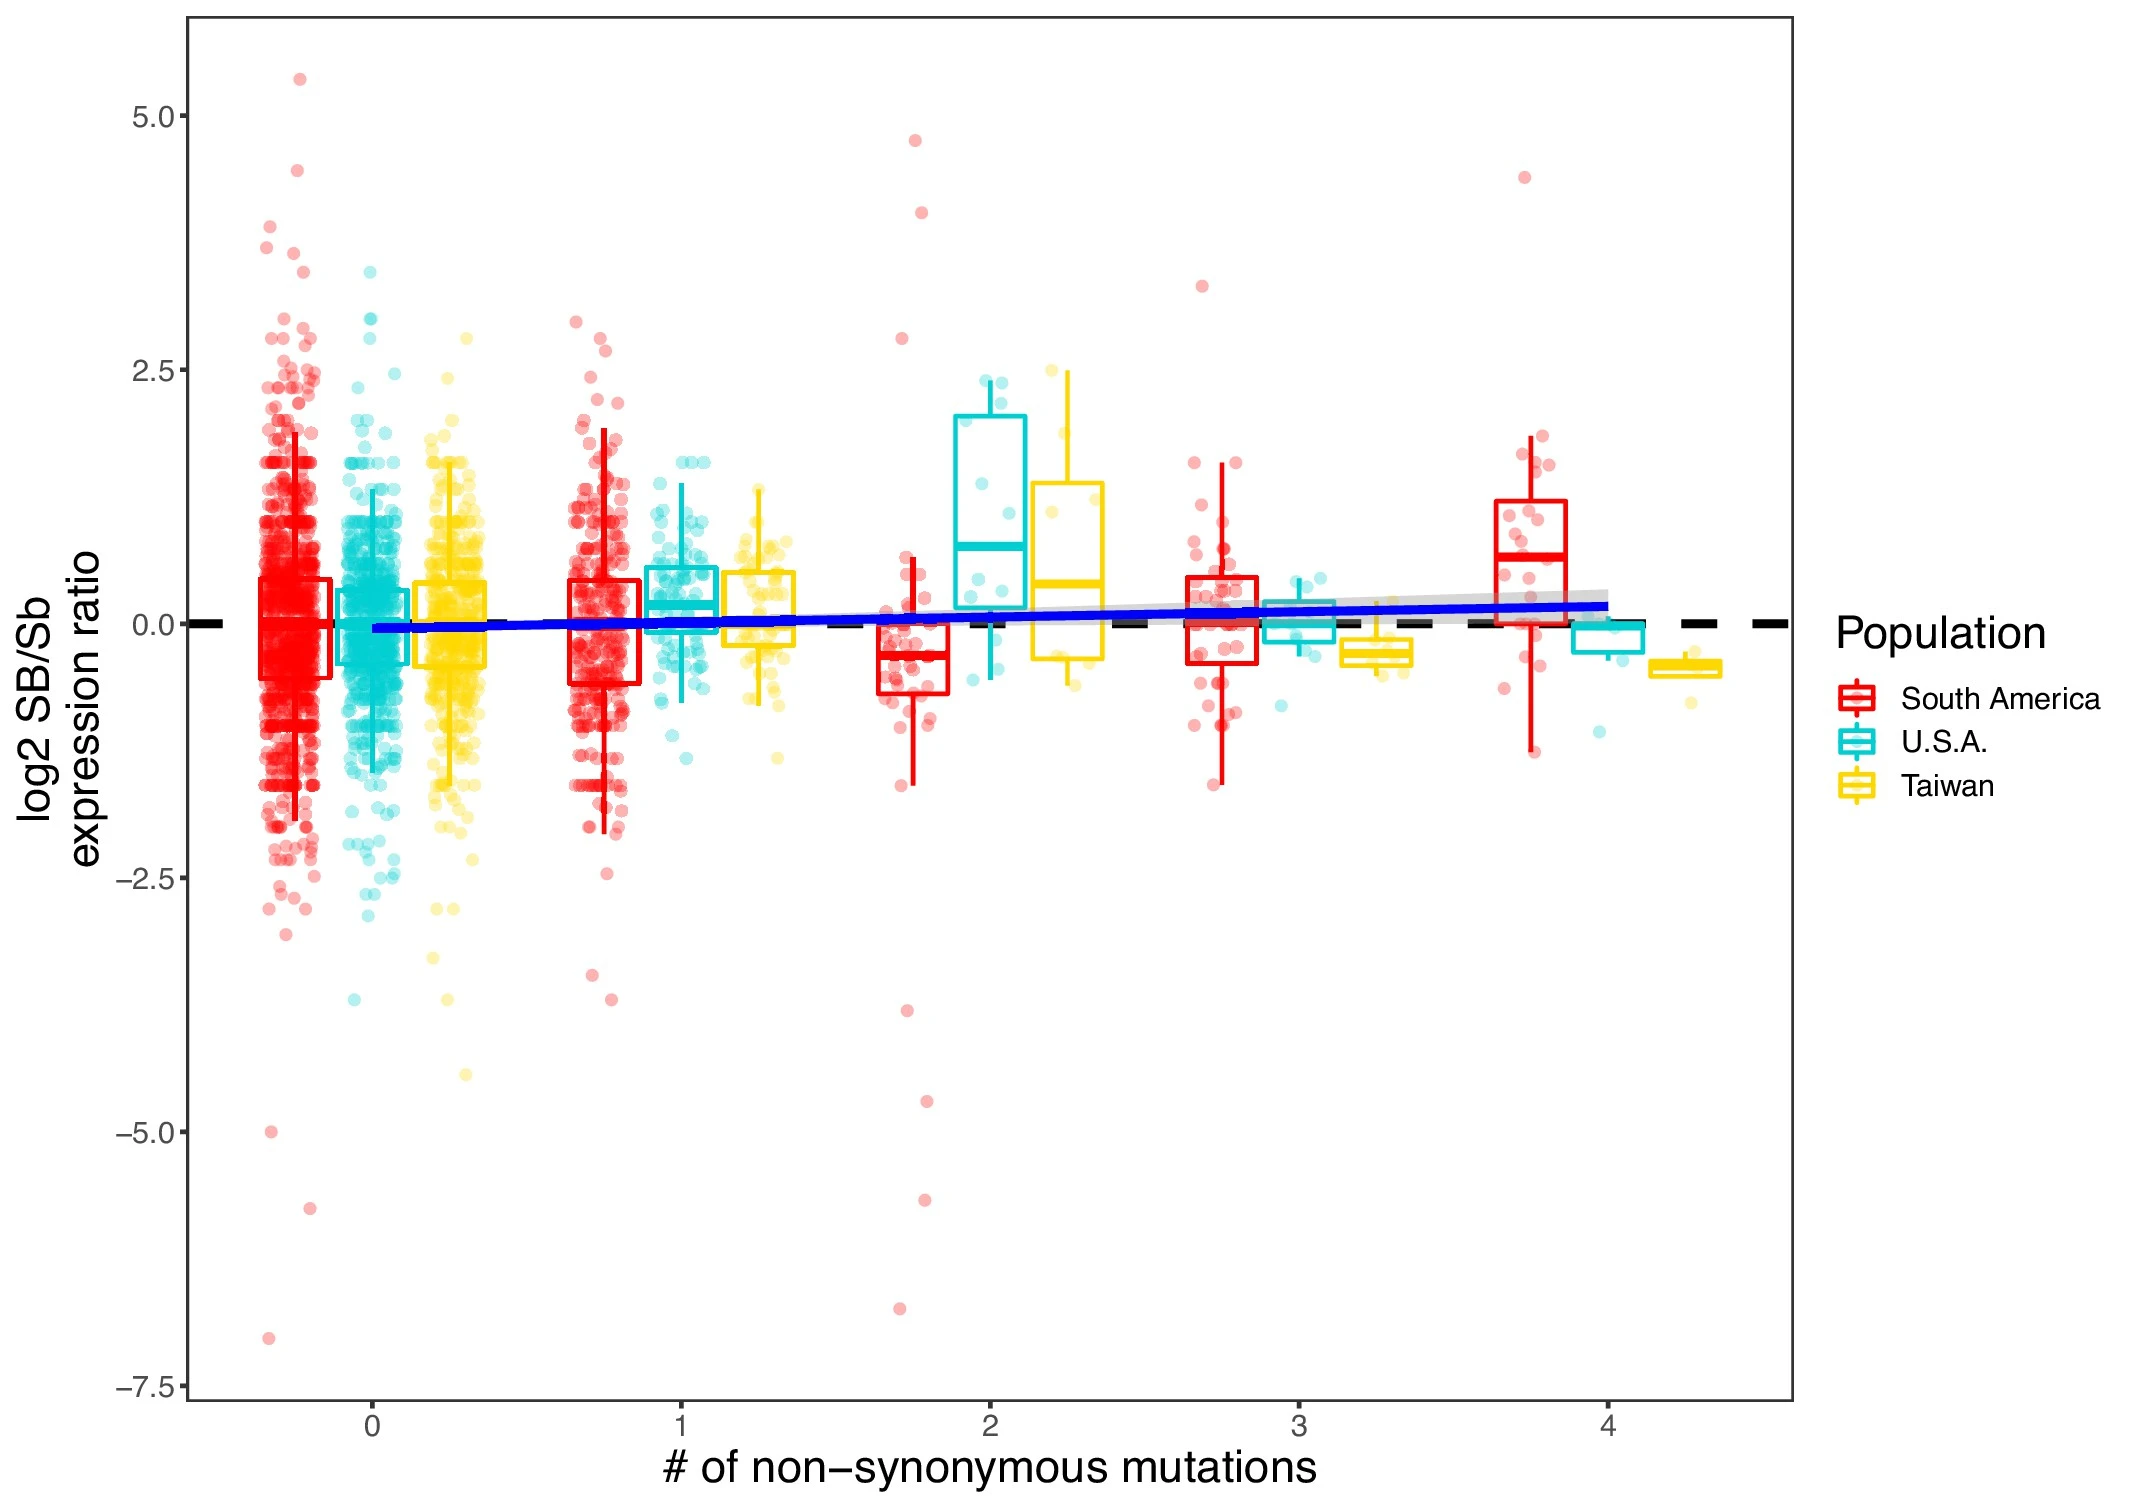 log2 SB/Sb
expression ratio
5.0
2.5
0.0
−2.5
−5.0
−7.5
0 1 2 3 4
# of non−synonymous mutations
Population
South America
U.S.A.
Taiwan